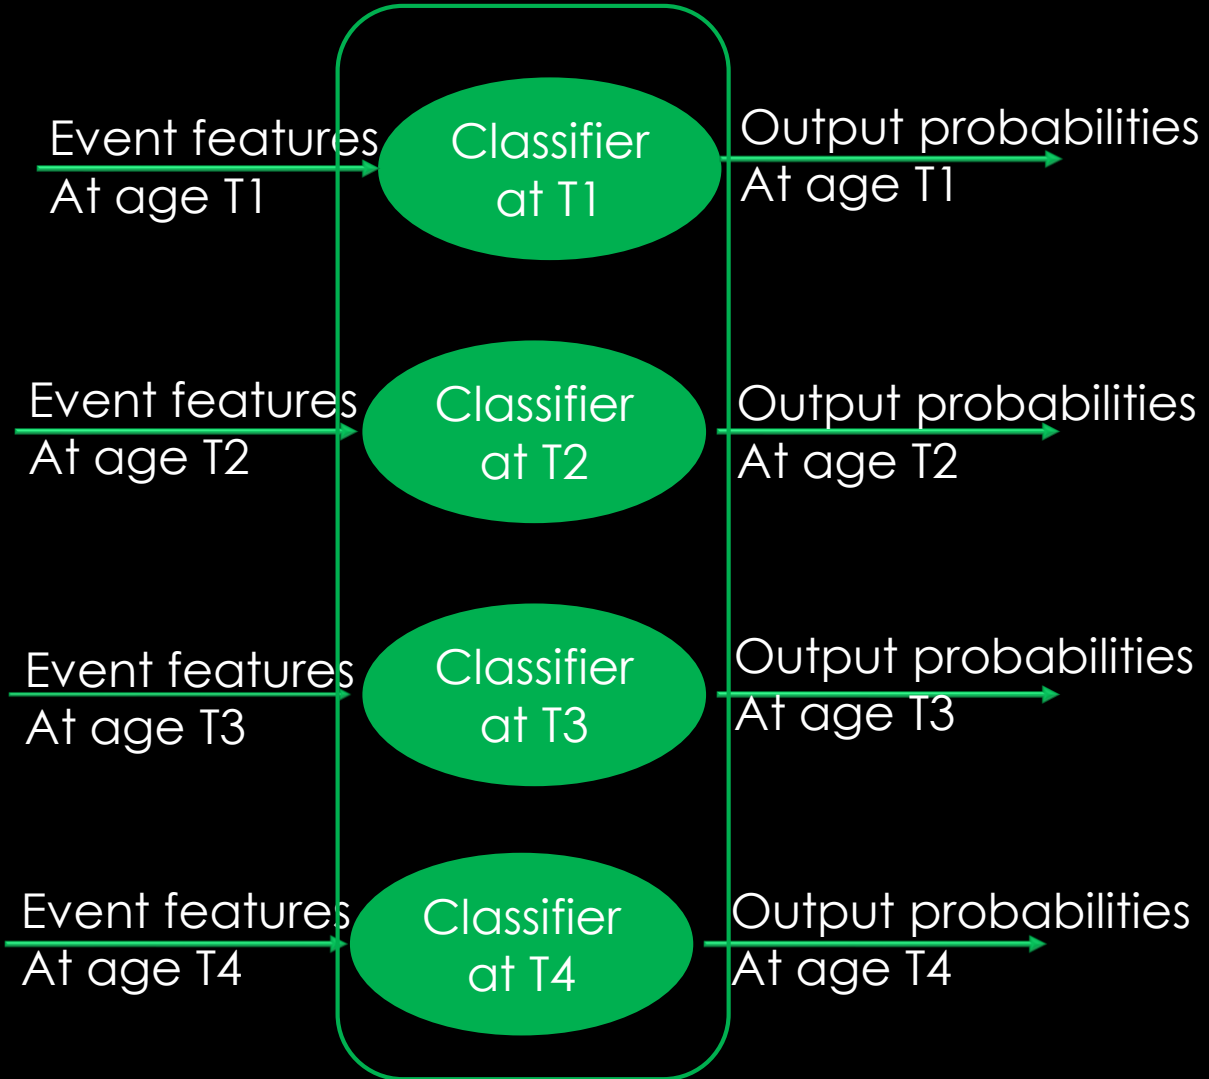 Event features
At age T1
Classifier
at T1
Output probabilities
At age T1
Event features
At age T2
Classifier
at T2
Output probabilities
At age T2
Event features
At age T3
Classifier
at T3
Output probabilities
At age T3
Event features
At age T4
Classifier
at T4
Output probabilities
At age T4